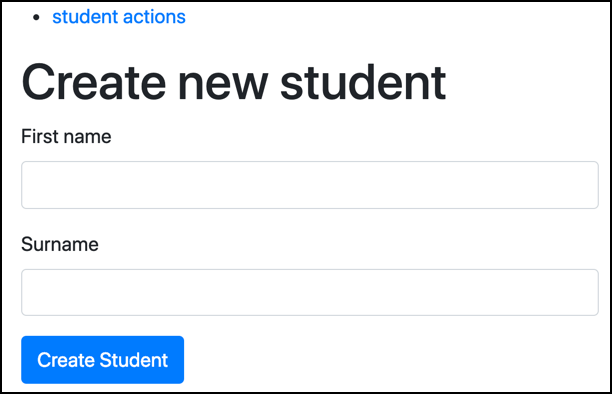 student actions
Create new student
First name
Surname
Create Student